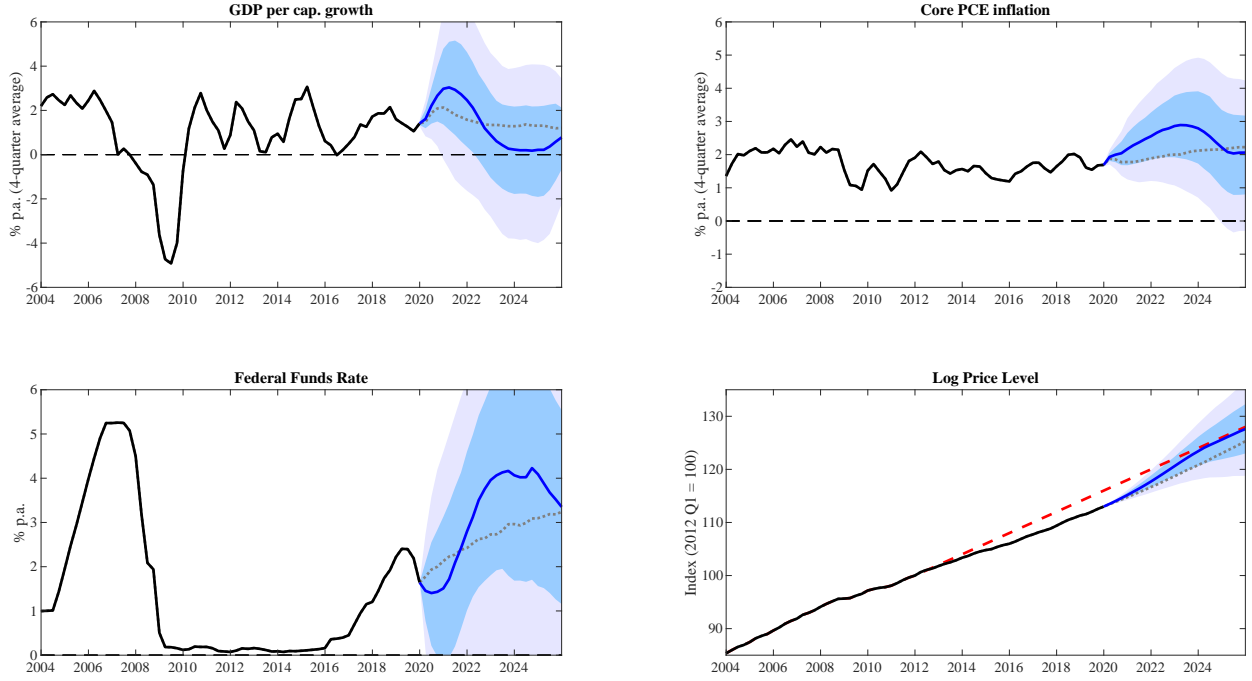 GDP per cap. growth
% p.a. (4-quarter average)
6
4
2
0
-2
-4
-6
2004 2006 2008 2010 2012 2014 2016 2018 2020 2022 2024
Core PCE inflation
% p.a. (4-quarter average)
6
5
4
3
2
1
0
-1
-2
2004 2006 2008 2010 2012 2014 2016 2018 2020 2022 2024
Federal Funds Rate
% p.a.
6
5
4
3
2
1
0
2004 2006 2008 2010 2012 2014 2016 2018 2020 2022 2024
Log Price Level
Index (2012 Q1 = 100)
130
120
110
100
90
2004 2006 2008 2010 2012 2014 2016 2018 2020 2022 2024